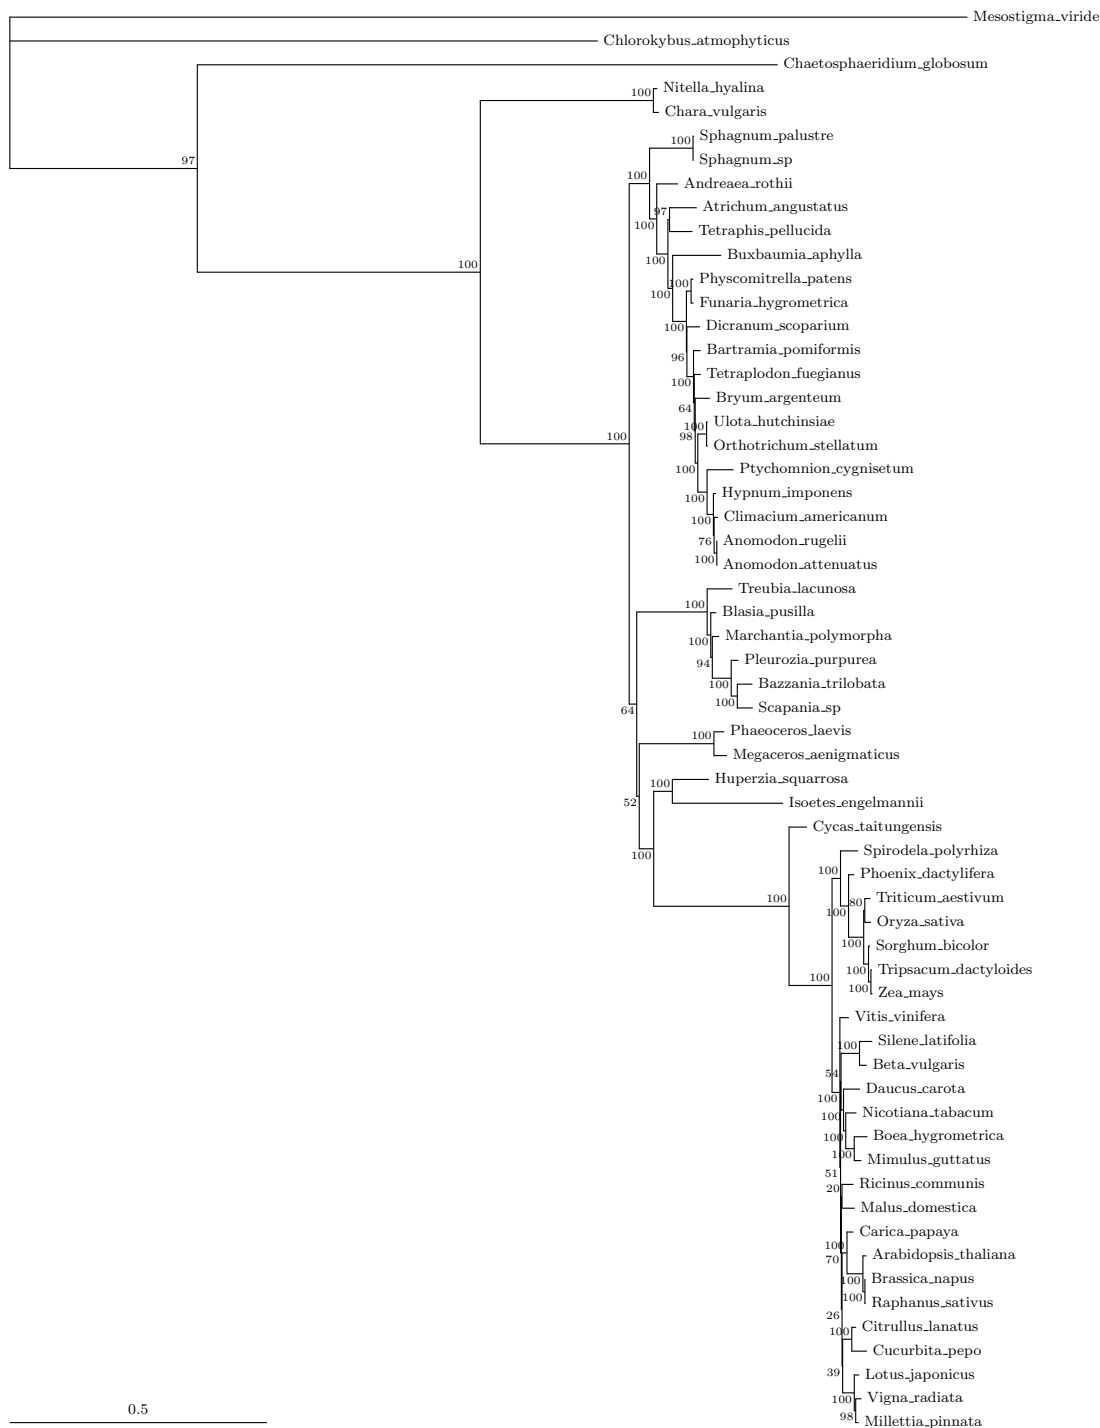 Mesostigma_viride
Chlorokybus_atmophyticus
Chaetosphaeridium_globosum
97
Nitella_hyalina
100
Chara_vulgaris
100
Sphagnum_palustre
100
Sphagnum_sp
100
Andreaea_rothii
Atrichum_angustatus
97
100
Tetraphis_pellucida
Buxbaumia_aphylla
100
Physcomitrella_patens
100
100
Funaria_hygrometrica
Dicranum_scoparium
100
Bartramia_pomiformis
96
Tetraplodon_fuegianus
100
Bryum_argenteum
64
Ulota_hutchinsiae
100
98
Orthotrichum_stellatum
100
Ptychomnion_cygnisetum
Hypnum_imponens
100
Climacium_americanum
100
Anomodon_rugelii
76
100
Anomodon_attenuatus
100
Treubia_lacunosa
100
Blasia_pusilla
Marchantia_polymorpha
100
94
Pleurozia_purpurea
Bazzania_trilobata
100
100
Scapania_sp
64
Phaeoceros_laevis
100
Megaceros_aenigmaticus
Huperzia_squarrosa
100
Isoetes_engelmannii
52
Cycas_taitungensis
100
Spirodela_polyrhiza
100
Phoenix_dactylifera
100
Triticum_aestivum
80
100
Oryza_sativa
100
Sorghum_bicolor
Tripsacum_dactyloides
100
100
Zea_mays
100
Vitis_vinifera
Silene_latifolia
100
Beta_vulgaris
54
Daucus_carota
100
Nicotiana_tabacum
100
Boea_hygrometrica
100
Mimulus_guttatus
100
51
Ricinus_communis
20
Malus_domestica
Carica_papaya
100
Arabidopsis_thaliana
70
Brassica_napus
100
100
Raphanus_sativus
26
Citrullus_lanatus
100
Cucurbita_pepo
Lotus_japonicus
39
Vigna_radiata
100
98
Millettia_pinnata
0.5